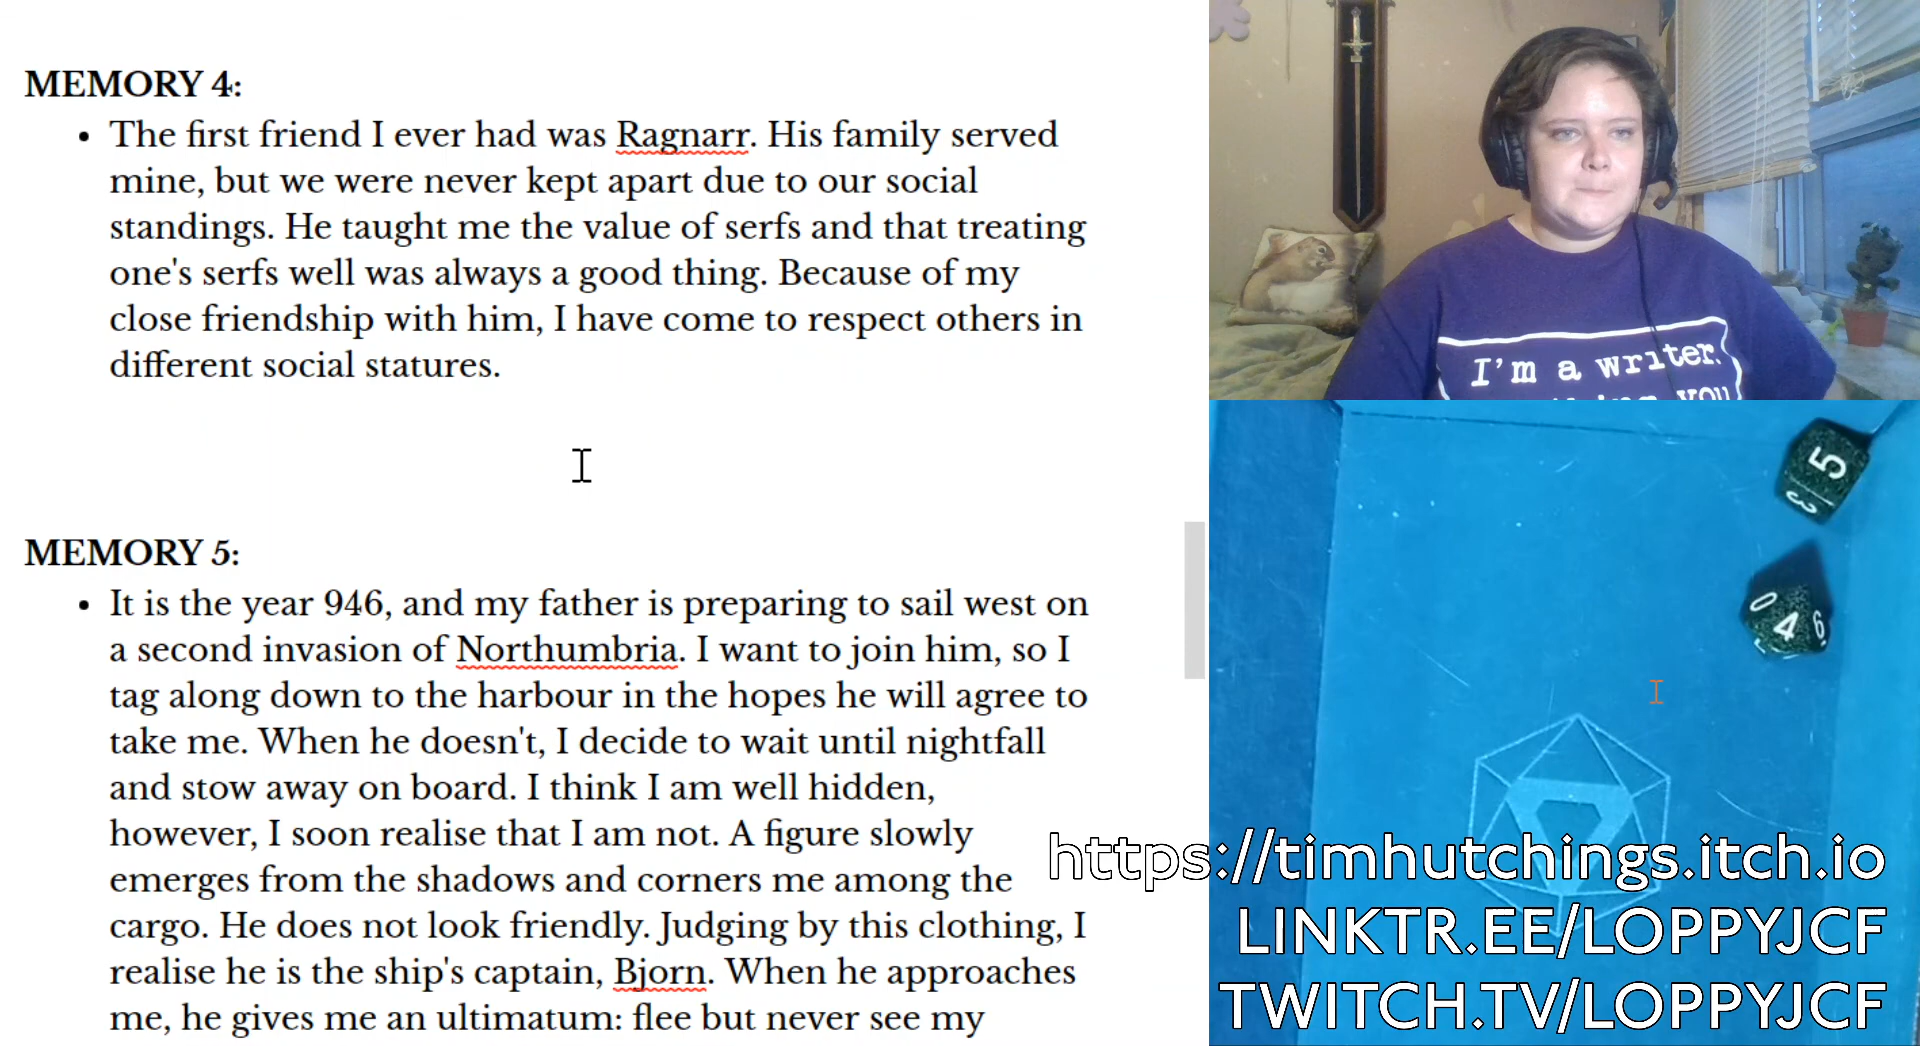 MEMORY 4:
• The first friend I ever had was Ragnarr. His family served
mine, but we were never kept apart due to our social
standings. He taught me the value of serfs and that treating
one's serfs well was always a good thing. Because of my
close friendship with him, I have come to respect others in
different social statures.
MEMORY 5:
• It is the year 946, and my father is preparing to sail west on
a second invasion of Northumbria. I want to join him, so I
tag along down to the harbour in the hopes he will agree to
take me. When he doesn't, I decide to wait until nightfall
and stow away on board. I think I am well hidden,
however, I soon realise that I am not. A figure slowly
emerges from the shadows and corners me among the
cargo. He does not look friendly. Judging by this clothing, I
realise he is the ship's captain, Bjorn. When he approaches
me, he gives me an ultimatum: flee but never see my
I'm a writer.
you
5
3
0 4 6
https://timhutchings.itch.io
LINKTR.EE/LOPPYJCF
TWITCH.TV/LOPPYJCF